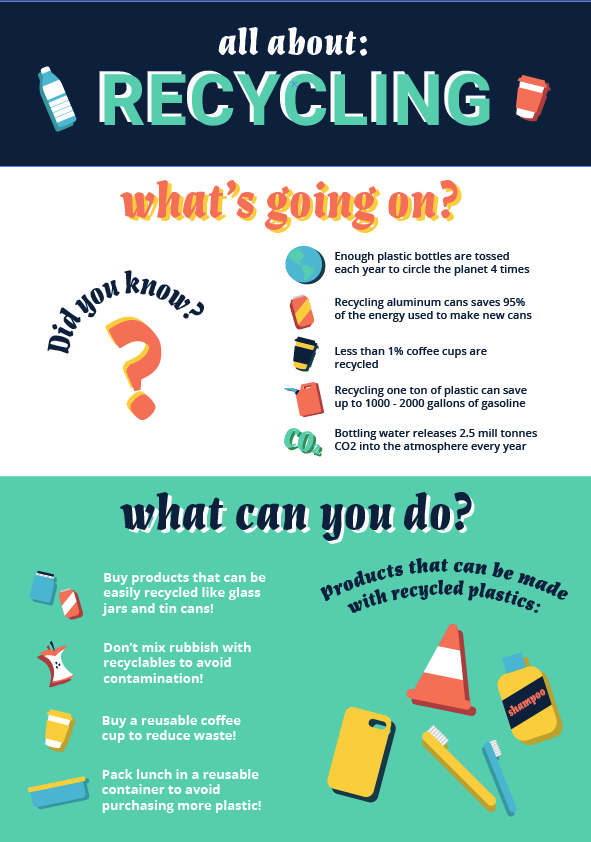 all about:
RECYCLING
what's going on?
Did you know?
?
Enough plastic bottles are tossed
each year to circle the planet 4 times
Recycling aluminum cans saves 95%
of the energy used to make new cans
Less than 1% coffee cups are
recycled
Recycling one ton of plastic can save
up to 1000 - 2000 gallons of gasoline
CO2
Bottling water releases 2.5 mill tonnes
CO2 into the atmosphere every year
what can you do?
Buy products that can be
easily recycled like glass
jars and tin cans!
Don't mix rubbish with
recyclables to avoid
contamination!
Buy a reusable coffee
cup to reduce waste!
Pack lunch in a reusable
container to avoid
purchasing more plastic!
Products that can be made
with recycled plastics:
shampoo